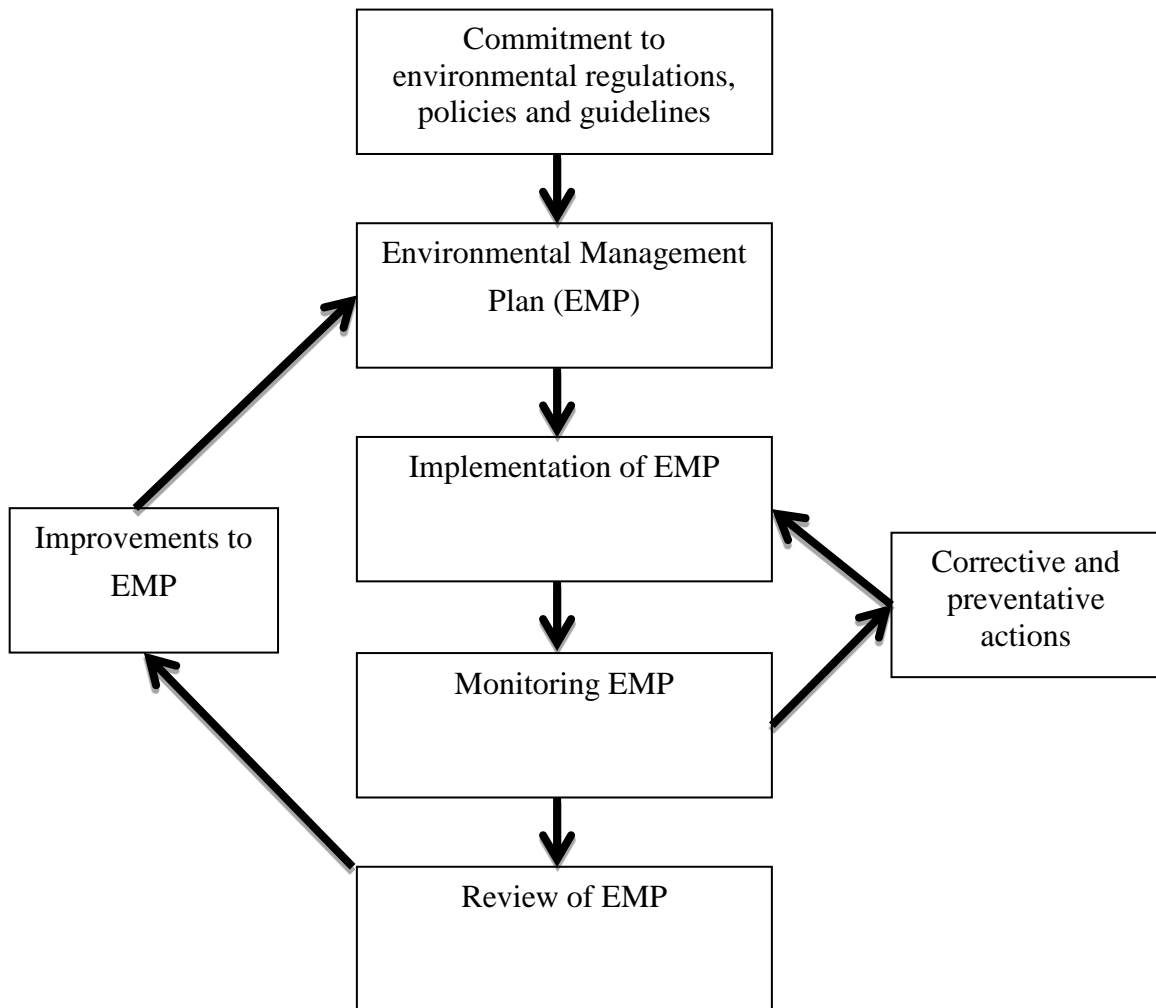 Commitment to
environmental regulations,
policies and guidelines
Environmental Management
Plan (EMP)
Implementation of EMP
Improvements to
EMP
Corrective and
preventative
actions
Monitoring EMP
Review of EMP